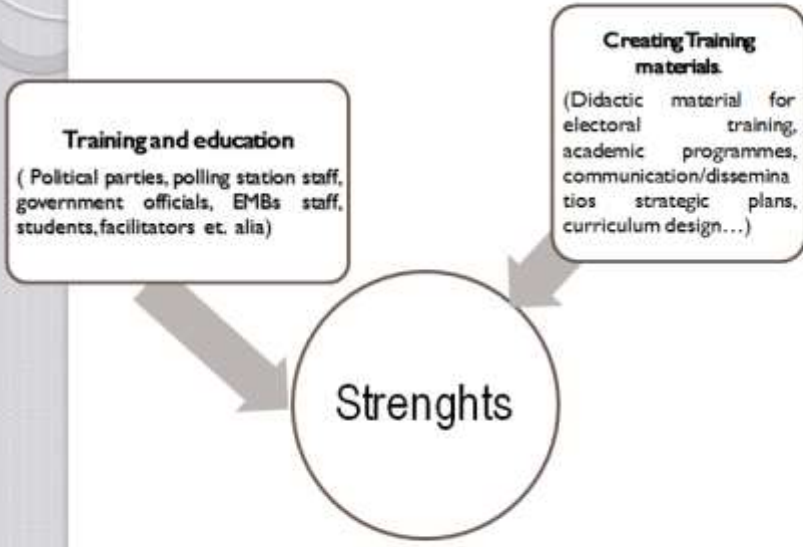 Training and education
( Political parties, polling station staff,
government officials, EMBs staff,
students, facilitators et. alia)
Creating Training
materials.
(Didactic material for
electoral training,
academic programmes,
communication/dissemina
tios strategic plans,
curriculum design…)
Strenghts